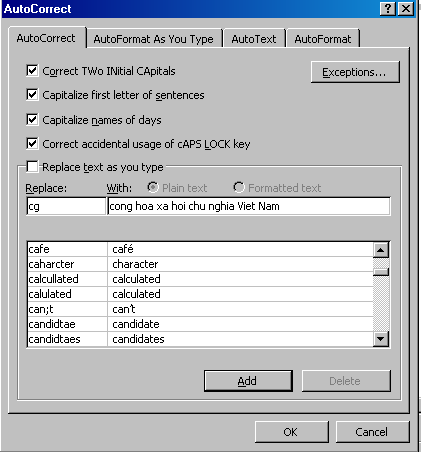 AutoCorrect
AutoCorrect AutoFormat As You Type AutoText AutoFormat
Correct TWo INitial CApitals Exceptions...
Capitalize first letter of sentences
Capitalize names of days
Correct accidental usage of cAPS LOCK key
Replace text as you type
Replace: With: Plain text Formatted text
cg cong hoa xa hoi chu nghia Viet Nam
cafe café
caharcter character
calcullated calculated
calulated calculated
can;t can't
candidtae candidate
candidtaes candidates
Add Delete
OK Cancel